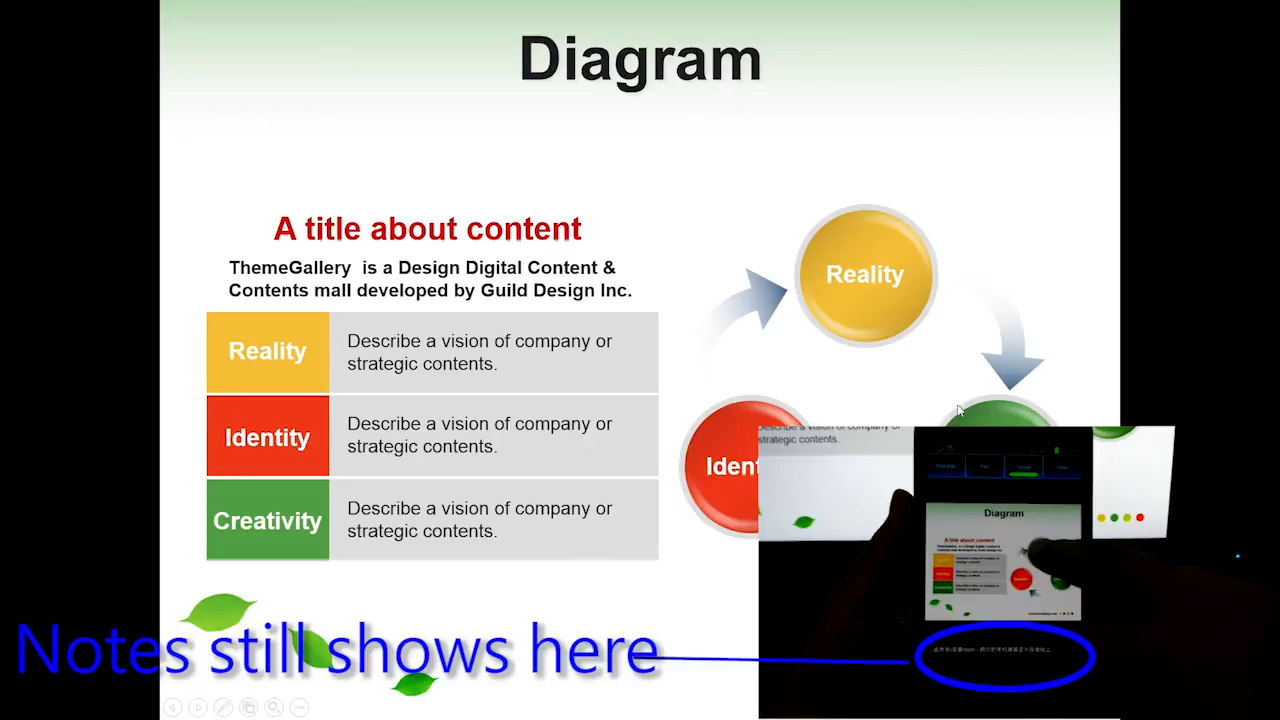 Diagram
A title about content
ThemeGallery is a Design Digital Content &
Contents mall developed by Guild Design Inc.
Reality
Describe a vision of company or
strategic contents.
Identity
Describe a vision of company or
strategic contents.
Creativity
Describe a vision of company or
strategic contents.
Reality
Ident
Describe a vision of company or
strategic contents.
Diagram
A title about content
Notes still shows here